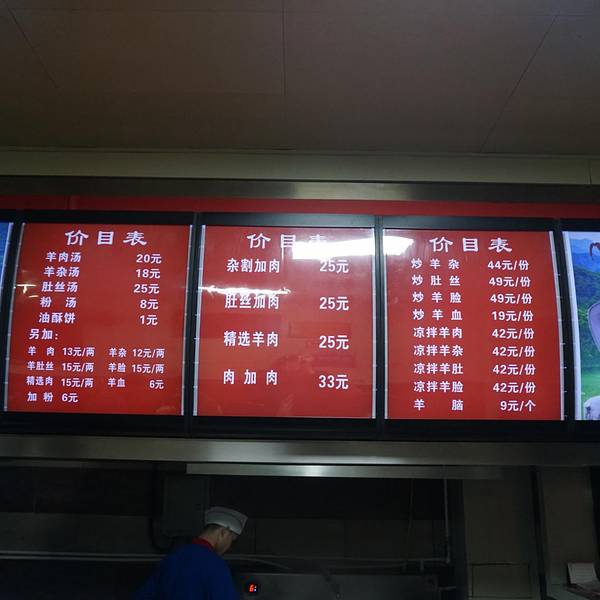 价目表
羊肉汤 20元
羊杂汤 18元
肚丝汤 25元
粉 汤 8元
油酥饼 1元
另加:
羊 肉 13元/两 羊杂 12元/两
羊肚丝 15元/两 羊脸 15元/两
精选肉 15元/两 羊血 6元
加 粉 6元
价目表
杂割加肉 25元
肚丝加肉 25元
精选羊肉 25元
肉 加 肉 33元
价目表
炒 羊 杂 44元/份
炒 肚 丝 49元/份
炒 羊 脸 49元/份
炒 羊 血 19元/份
凉拌羊肉 42元/份
凉拌羊杂 42元/份
凉拌羊肚 42元/份
凉拌羊脸 42元/份
羊 脑 9元/个